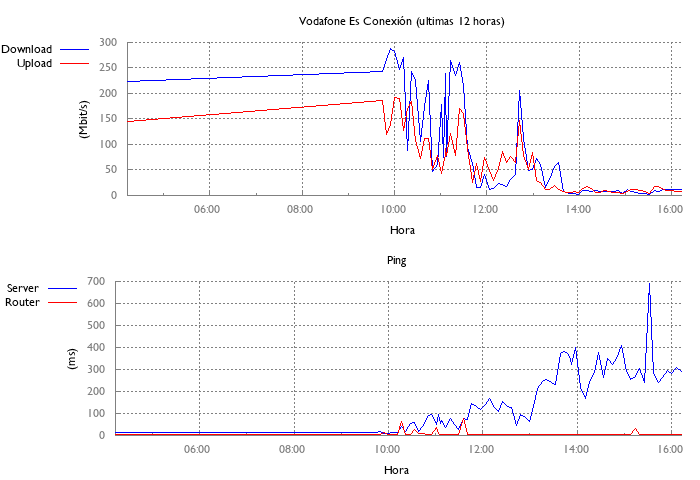 Vodafone Es Conexión (ultimas 12 horas)
Download
Upload
300
250
200
150
100
50
0
(Mbit/s)
06:00 08:00 10:00 12:00 14:00 16:00
Hora
Ping
Server
Router
700
600
500
400
300
200
100
0
(ms)
06:00 08:00 10:00 12:00 14:00 16:00
Hora